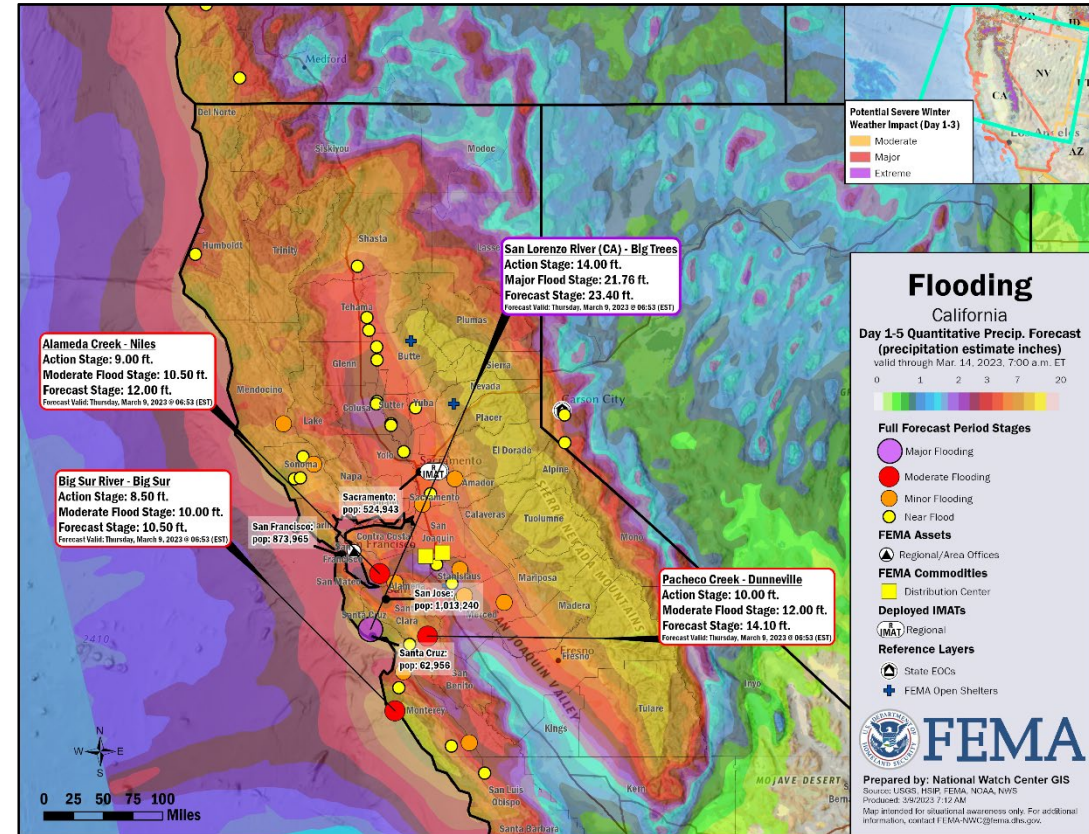 Medford
Del Norte
Siskiyou
Modoc
Humboldt
Trinity
Shasta
Tehama
Plumas
Glenn
Butte
Sierra
Mendocino
Nevada
Colusa
Sutter
Yuba
Placer
Lake
Carson City
Yolo
El Dorado
Sonoma
Napa
Sacramento
Alpine
Amador
Sacramento
Calaveras
San
Joaquin
Tuolumne
Mono
Contra Costa
San Mateo
Stanislaus
Mariposa
Santa Cruz
Clara
Madera
Fresno
Fresno
San
Benito
Inyo
Monterey
Kings
Tulare
San Luis
Obispo
Kern
Santa Barbara
SIERRA NEVADA MOUNTAINS
SAN JOAQUIN VALLEY
MOJAVE DESERT
Alameda Creek - Niles
Action Stage: 9.00 ft.
Moderate Flood Stage: 10.50 ft.
Forecast Stage: 12.00 ft.
Forecast Valid: Thursday, March 9, 2023 @ 06:53 (EST)
Big Sur River - Big Sur
Action Stage: 8.50 ft.
Moderate Flood Stage: 10.00 ft.
Forecast Stage: 10.50 ft.
Forecast Valid: Thursday, March 9, 2023 @ 06:53 (EST)
San Lorenzo River (CA) - Big Trees
Action Stage: 14.00 ft.
Major Flood Stage: 21.76 ft.
Forecast Stage: 23.40 ft.
Forecast Valid: Thursday, March 9, 2023 @ 06:53 (EST)
Pacheco Creek - Dunneville
Action Stage: 10.00 ft.
Moderate Flood Stage: 12.00 ft.
Forecast Stage: 14.10 ft.
Forecast Valid: Thursday, March 9, 2023 @ 06:53 (EST)
Sacramento;
pop: 524,943
San Francisco;
pop: 873,965
San Jose;
pop: 1,013,240
Santa Cruz;
pop: 62,956
R
IMAT
N
W
E
S
0 25 50 75 100
Miles
NV
CA
AZ
Los Angeles
Potential Severe Winter
Weather Impact (Day 1-3)
Moderate
Major
Extreme
Flooding
California
Day 1-5 Quantitative Precip. Forecast
(precipitation estimate inches)
valid through Mar. 14, 2023, 7:00 a.m. ET
0 1 2 3 7 20
Full Forecast Period Stages
Major Flooding
Moderate Flooding
Minor Flooding
Near Flood
FEMA Assets
Regional/Area Offices
FEMA Commodities
Distribution Center
Deployed IMATs
R
IMAT
Regional
Reference Layers
State EOCs
FEMA Open Shelters
U.S. DEPARTMENT OF
HOMELAND SECURITY
FEMA
Prepared by: National Watch Center GIS
Source: USGS, HSIP, FEMA, NOAA, NWS
Produced: 3/9/2023 7:12 AM
Map intended for situational awareness only. For additional
information, contact FEMA-NWC@fema.dhs.gov.